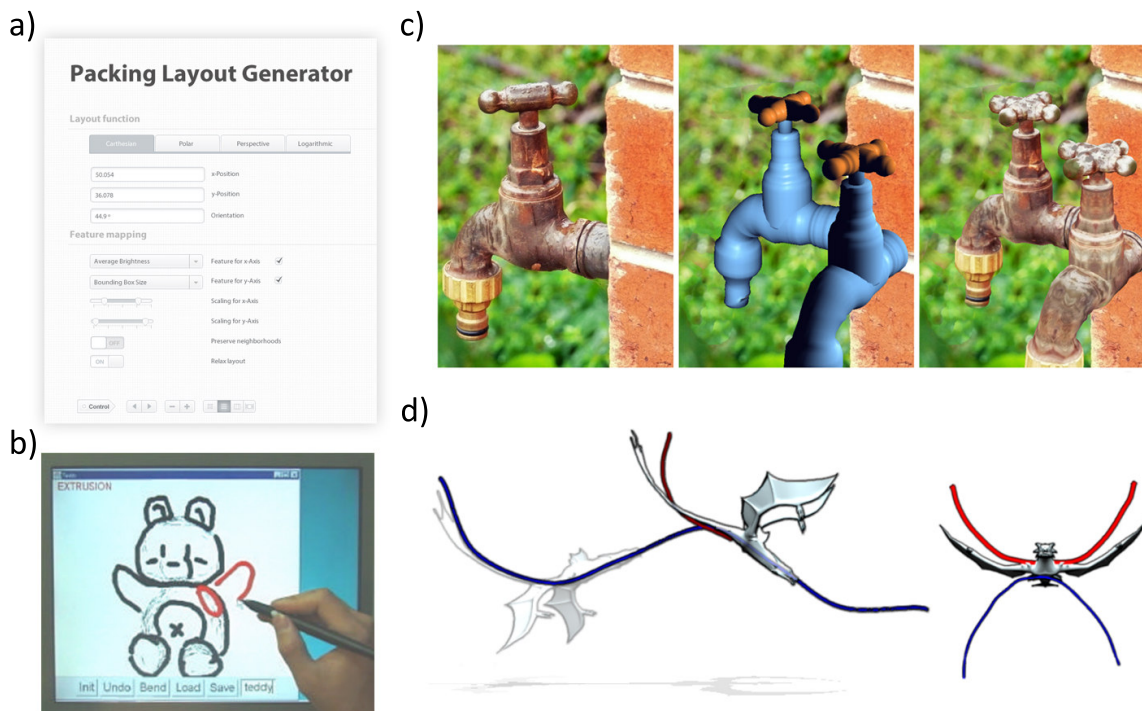 a)
Packing Layout Generator
Layout function
Polar Perspective Logarithmic
50.054 x-Position
36.078 y-Position
44.9 ° Orientation
Feature mapping
Average Brightness Feature for x-Axis
Bounding Box Size Feature for y-Axis
Scaling for x-Axis
Scaling for y-Axis
OFF Preserve neighborhoods
ON Relax layout
Control
b)
EXTRUSION
Init Undo Bend Load Save teddy
c)
d)